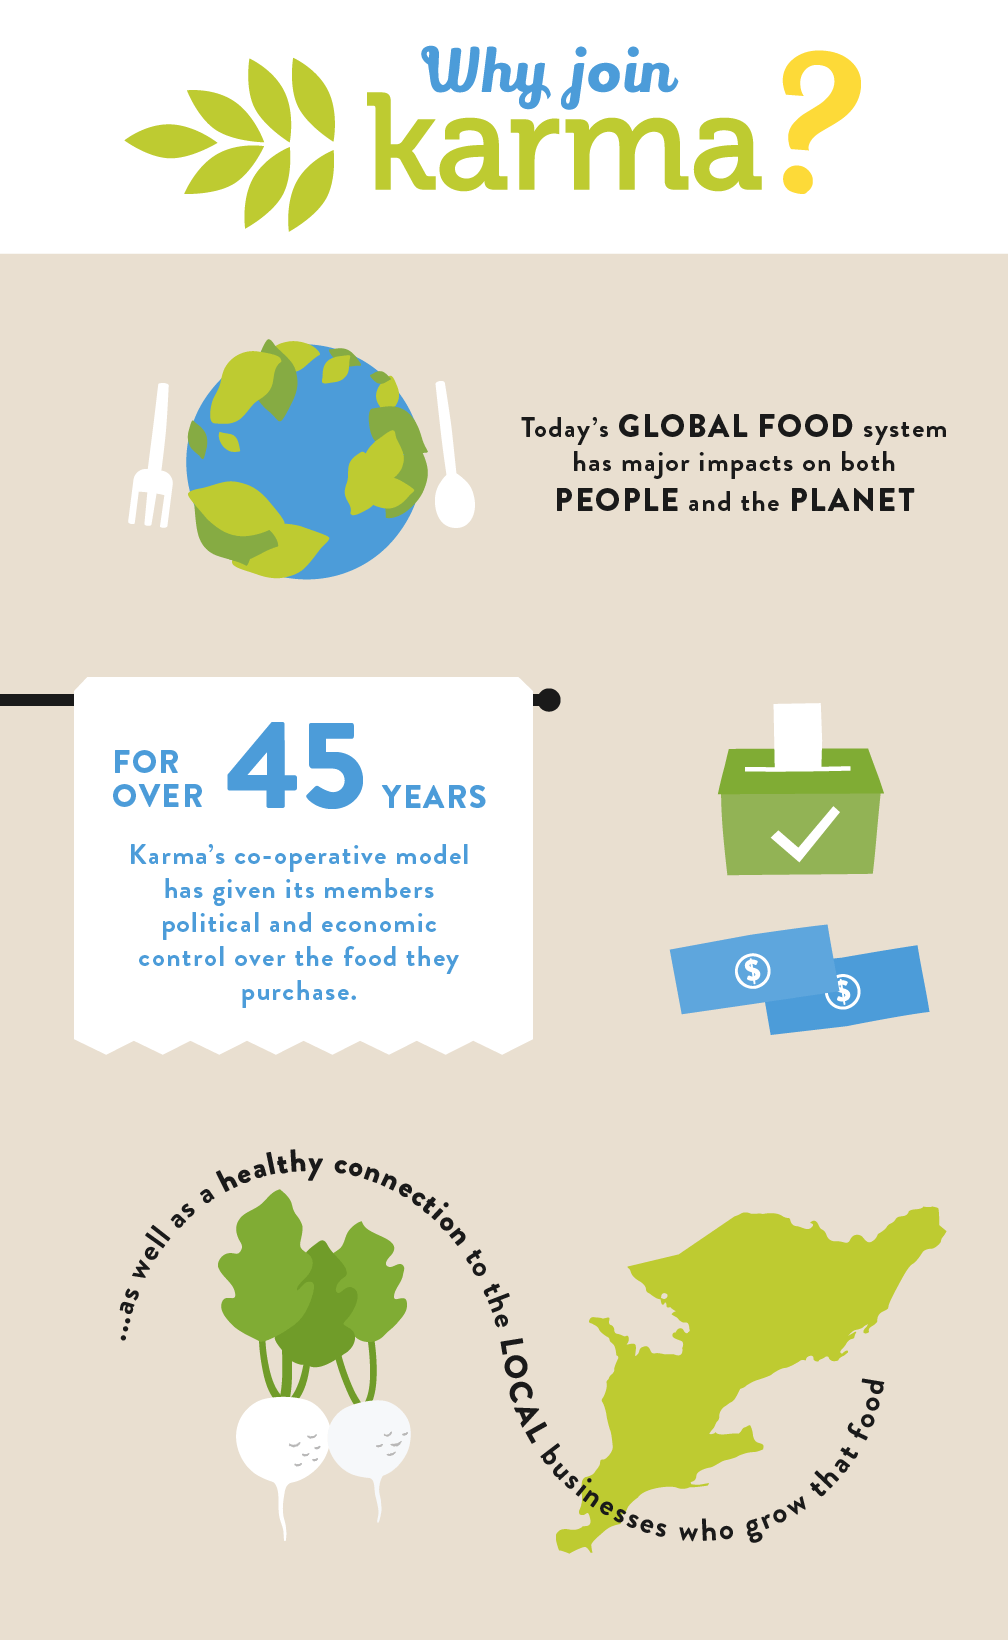 Why join
karma?
Today's GLOBAL FOOD system
has major impacts on both
PEOPLE and the PLANET
FOR
OVER 45 YEARS
Karma's co-operative model
has given its members
political and economic
control over the food they
purchase.
$
$
...as well as a healthy connection to the LOCAL businesses who grow that food